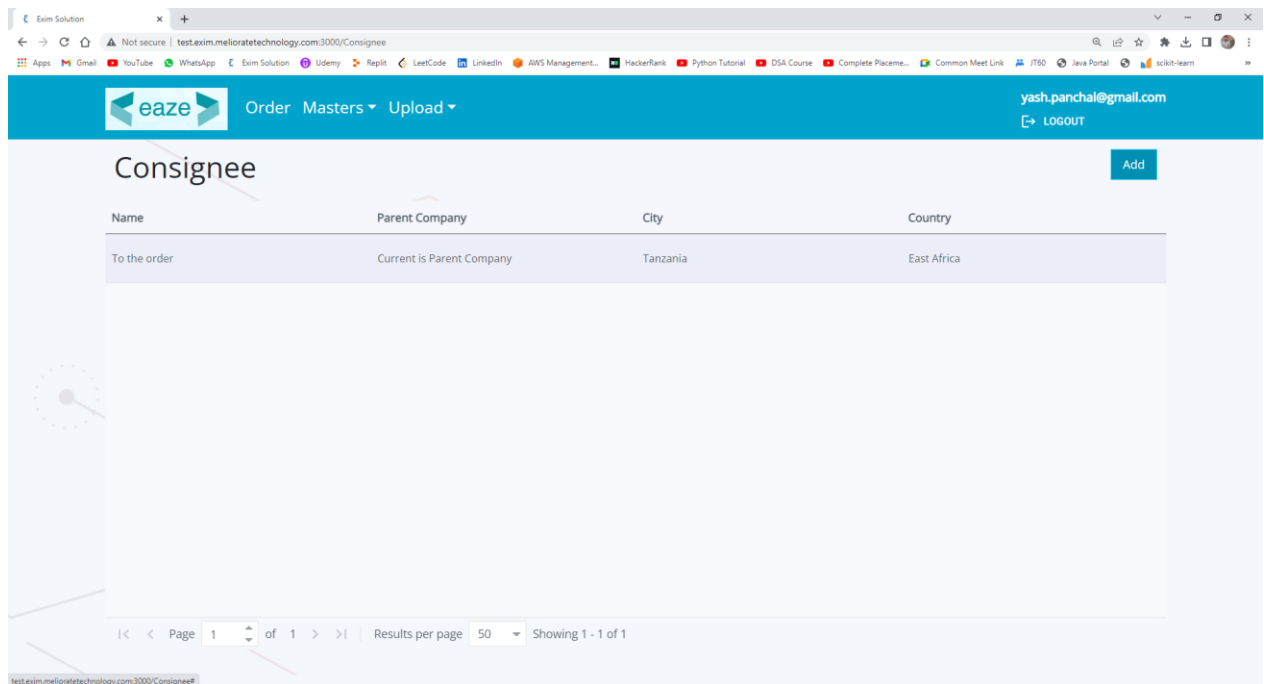 Exim Solution
Not secure | test.exim.melioratetechnology.com:3000/Consignee
Apps Gmail YouTube WhatsApp Exim Solution Udemy Replit LeetCode LinkedIn AWS Management... HackerRank Python Tutorial DSA Course Complete Placeme... Common Meet Link JT60 Java Portal scikit-learn »
eaze Order Masters Upload yash.panchal@gmail.com
LOGOUT
Consignee Add
Name Parent Company City Country
To the order Current is Parent Company Tanzania East Africa
|< < Page 1 of 1 > >| Results per page 50 Showing 1 - 1 of 1
test.exim.melioratetechnology.com:3000/Consignee#